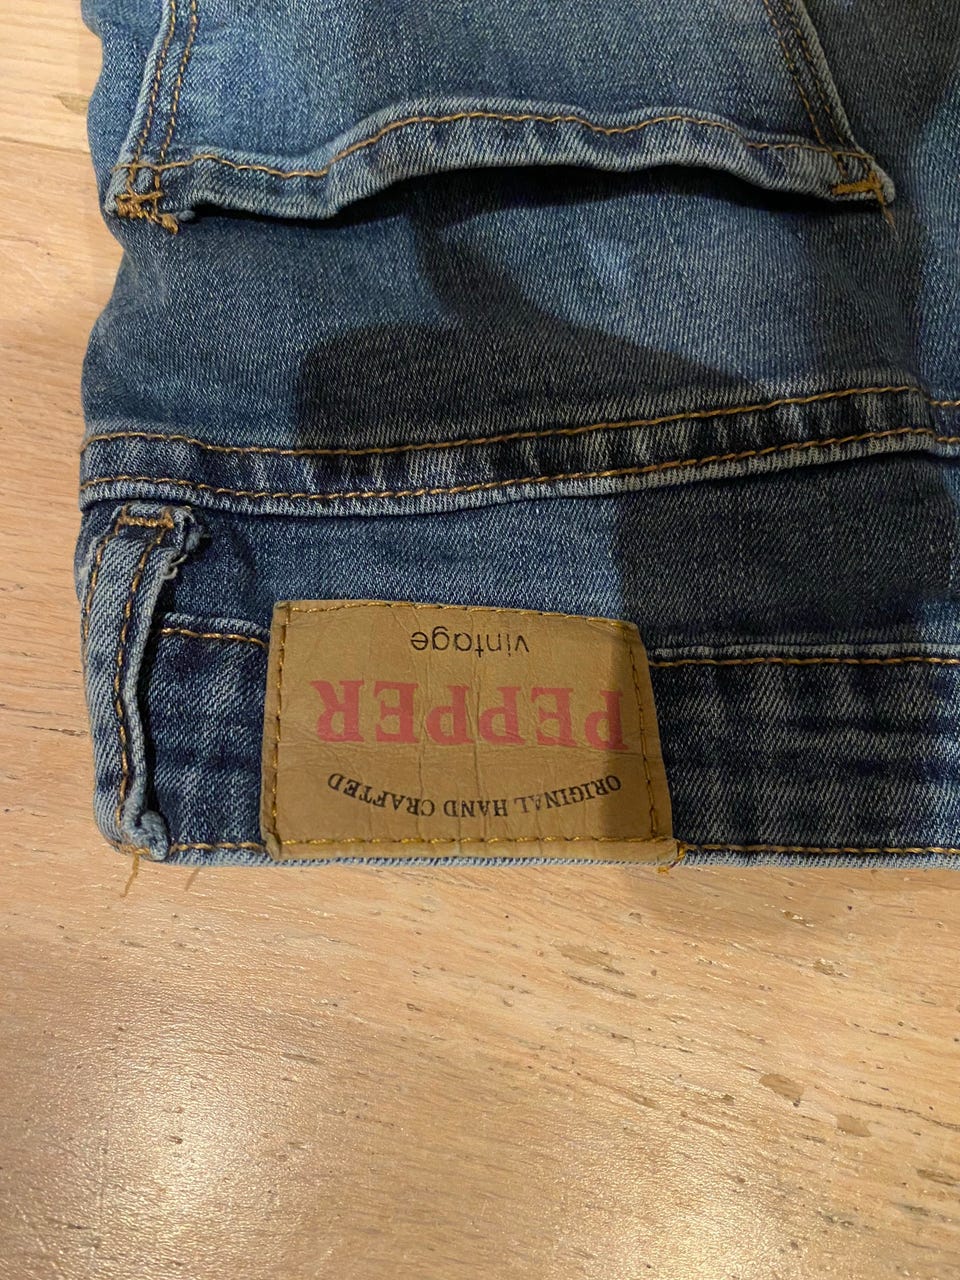 ORIGINAL HAND CRAFTED
PEPPER
vintage